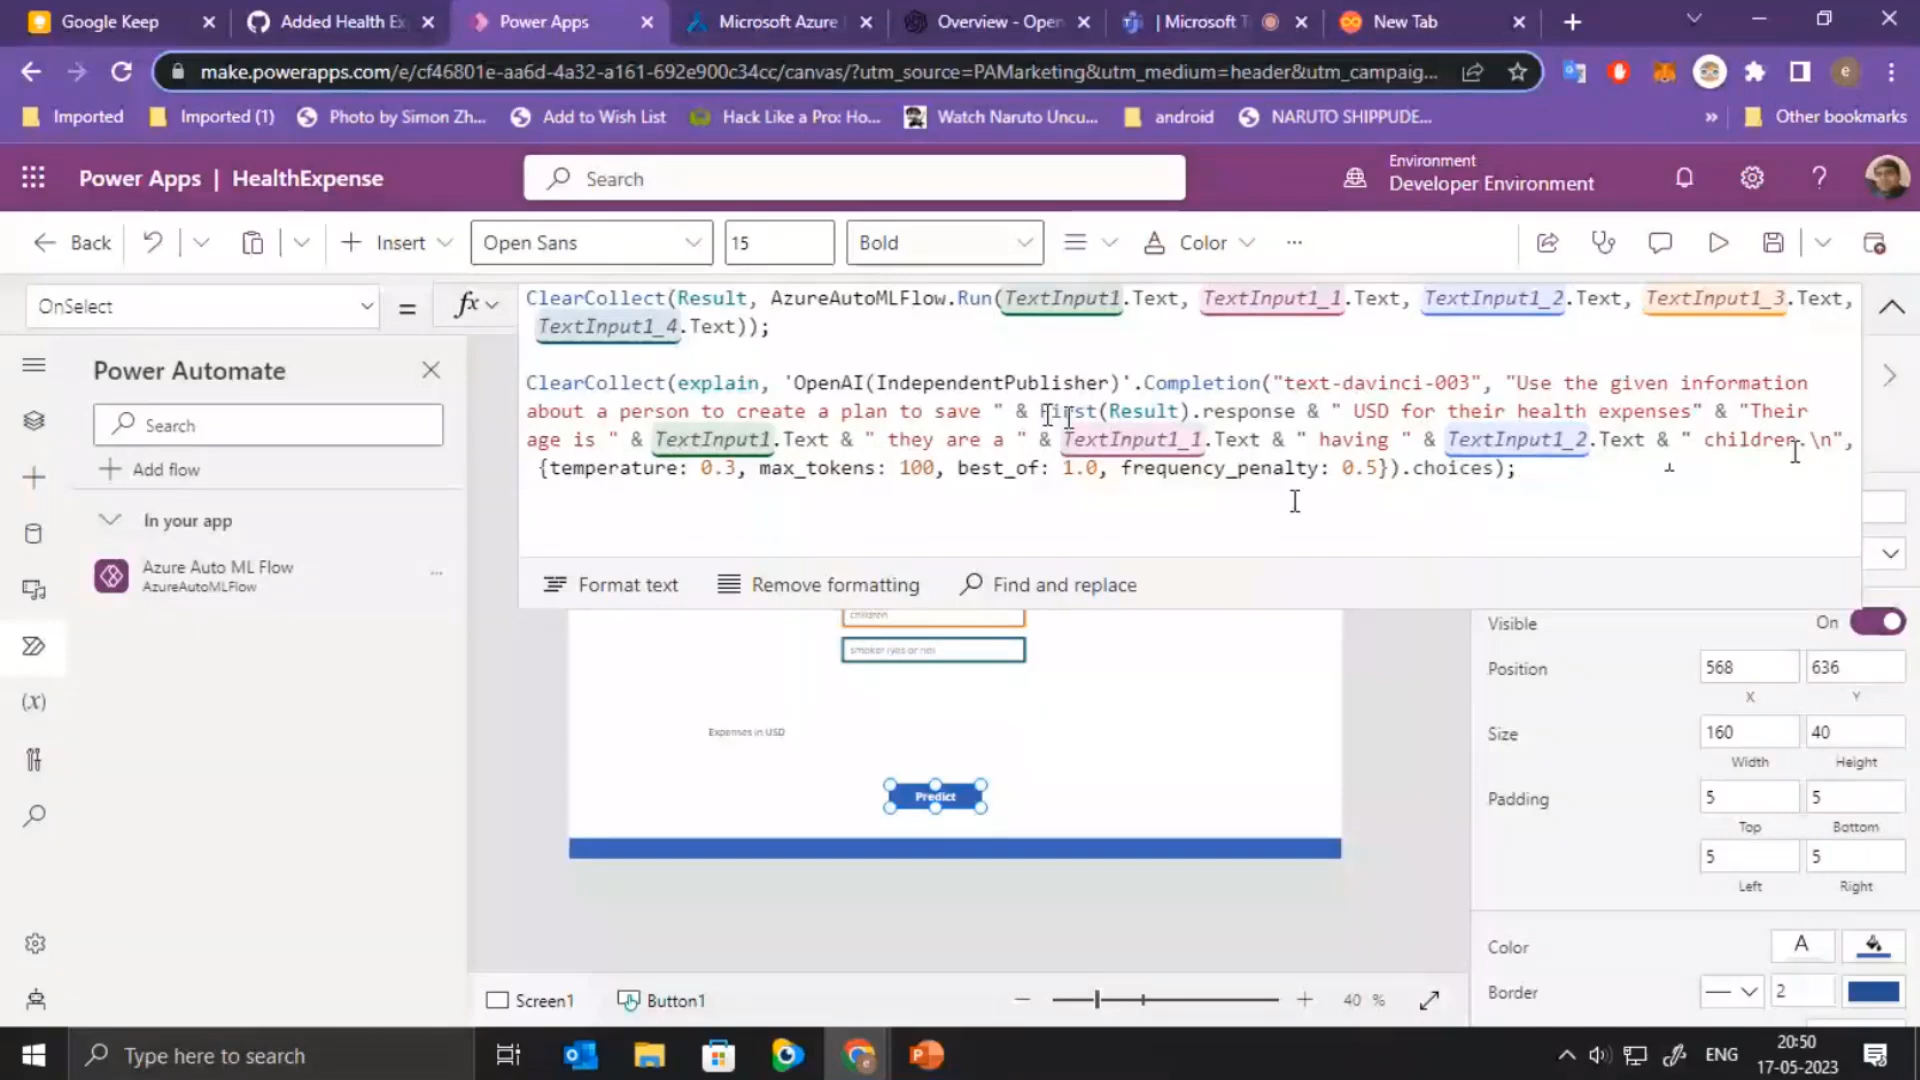 Google Keep
Added Health Ex
Power Apps
Microsoft Azure
Overview - Open
| Microsoft T
New Tab
make.powerapps.com/e/cf46801e-aa6d-4a32-a161-692e900c34cc/canvas/?utm_source=PAMarketing&utm_medium=header&utm_campaig...
Imported
Imported (1)
Photo by Simon Zh...
Add to Wish List
Hack Like a Pro: Ho...
Watch Naruto Uncu...
android
NARUTO SHIPPUDE...
»
Other bookmarks
Power Apps | HealthExpense
Search
Environment
Developer Environment
Back
Insert
Open Sans
15
Bold
Color
OnSelect
=
fx
ClearCollect(Result, AzureAutoMLFlow.Run(TextInput1.Text, TextInput1_1.Text, TextInput1_2.Text, TextInput1_3.Text,
TextInput1_4.Text));
ClearCollect(explain, 'OpenAI(IndependentPublisher)'.Completion("text-davinci-003", "Use the given information
about a person to create a plan to save " & First(Result).response & " USD for their health expenses" & "Their
age is " & TextInput1.Text & " they are a " & TextInput1_1.Text & " having " & TextInput1_2.Text & " children.\n",
{temperature: 0.3, max_tokens: 100, best_of: 1.0, frequency_penalty: 0.5}).choices);
Format text
Remove formatting
Find and replace
Power Automate
Search
Add flow
In your app
Azure Auto ML Flow
AzureAutoMLFlow
children
smoker (yes or no)
Expenses in USD
Predict
Visible
On
Position
568
636
X
Y
Size
160
40
Width
Height
Padding
5
5
Top
Bottom
5
5
Left
Right
Color
A
Border
2
Screen1
Button1
40 %
Type here to search
ENG
20:50
17-05-2023